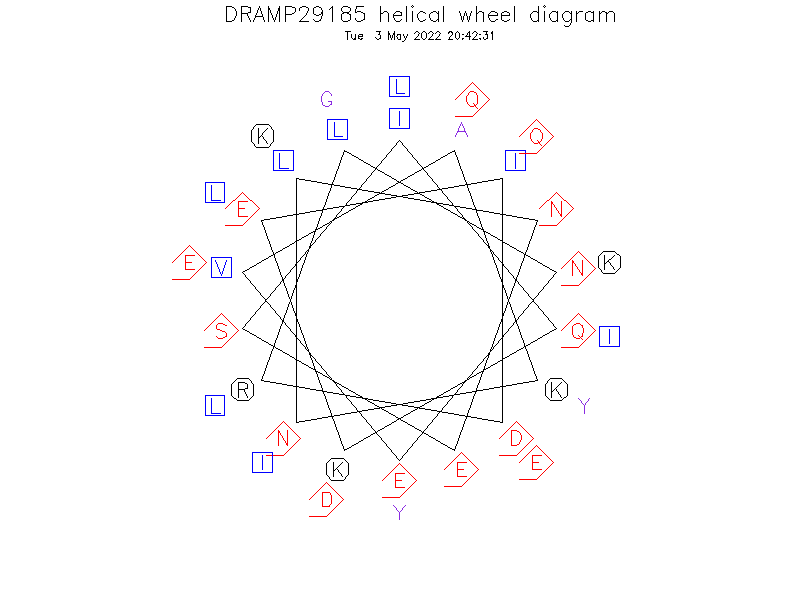 DRAMP29185 helical wheel diagram
Tue 3 May 2022 20:42:31
L
G Q
I
L A
K Q
L I
L E N
E V N K
S Q I
R K
L Y
N D
I K E E
E
D
Y